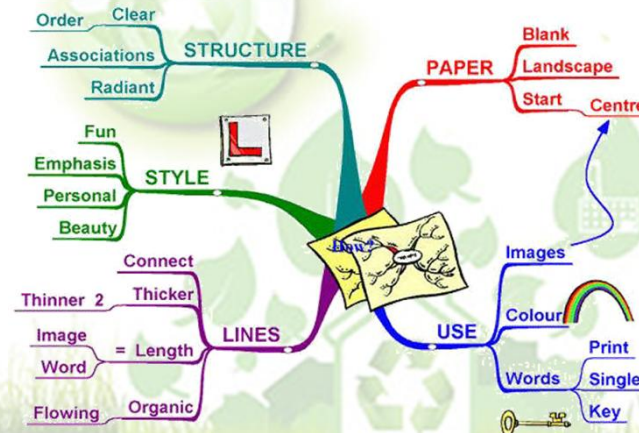 Order
Clear
Associations
Radiant
STRUCTURE
PAPER
Blank
Landscape
Start
Centre
L
Fun
Emphasis
Personal
Beauty
STYLE
How?
Connect
Thinner 2
Thicker
Image
Word
= Length
Flowing
Organic
LINES
USE
Images
Colour
Words
Print
Single
Key